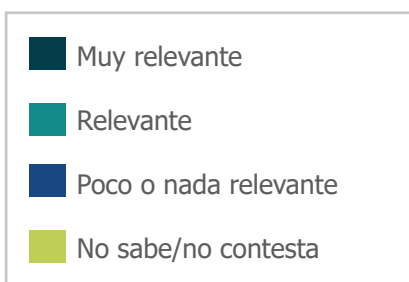 Muy relevante
Relevante
Poco o nada relevante
No sabe/no contesta